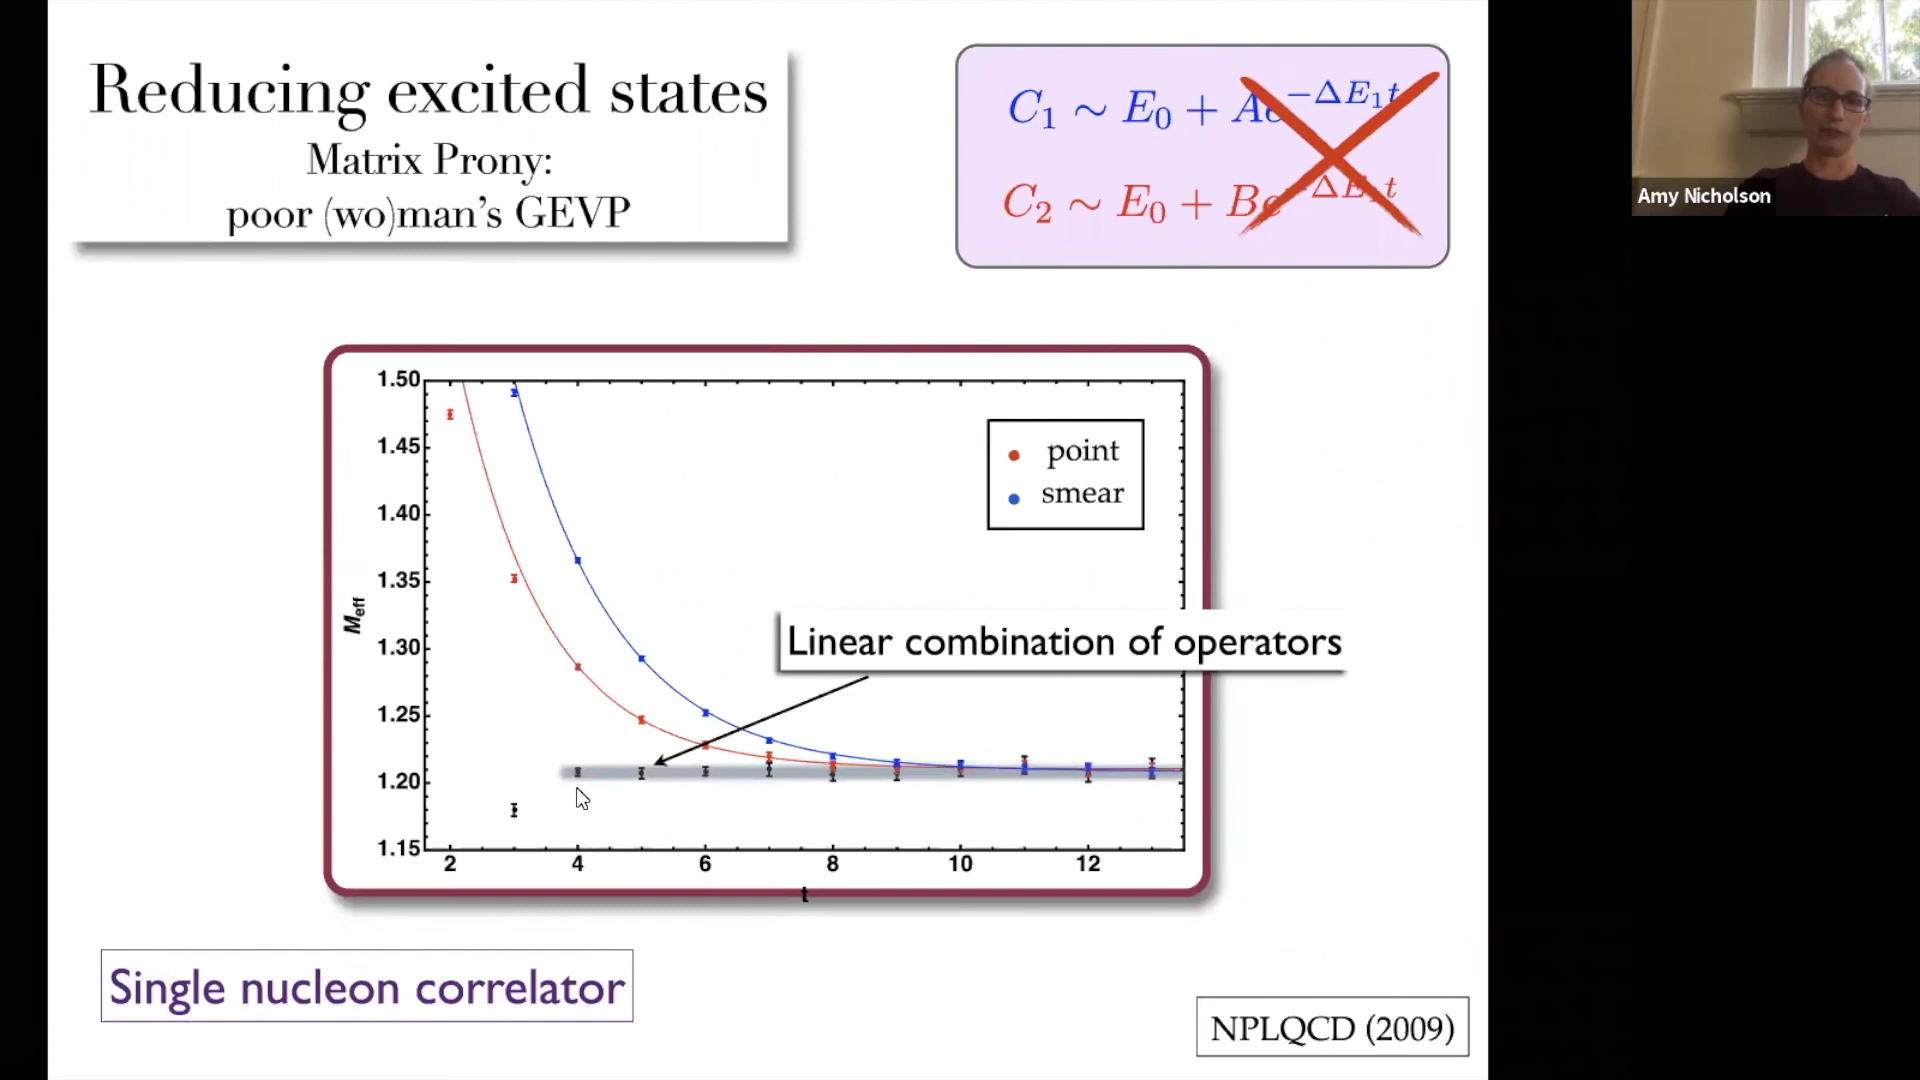 Reducing excited states
Matrix Prony:
poor (wo)man's GEVP
C₁ ∼ E₀ + Ae^{−ΔE₁t}
C₂ ∼ E₀ + Be^{−ΔE₁t}
Amy Nicholson
1.50
1.45
1.40
1.35
1.30
1.25
1.20
1.15
M_eff
point
smear
Linear combination of operators
2 4 6 8 10 12
t
Single nucleon correlator
NPLQCD (2009)